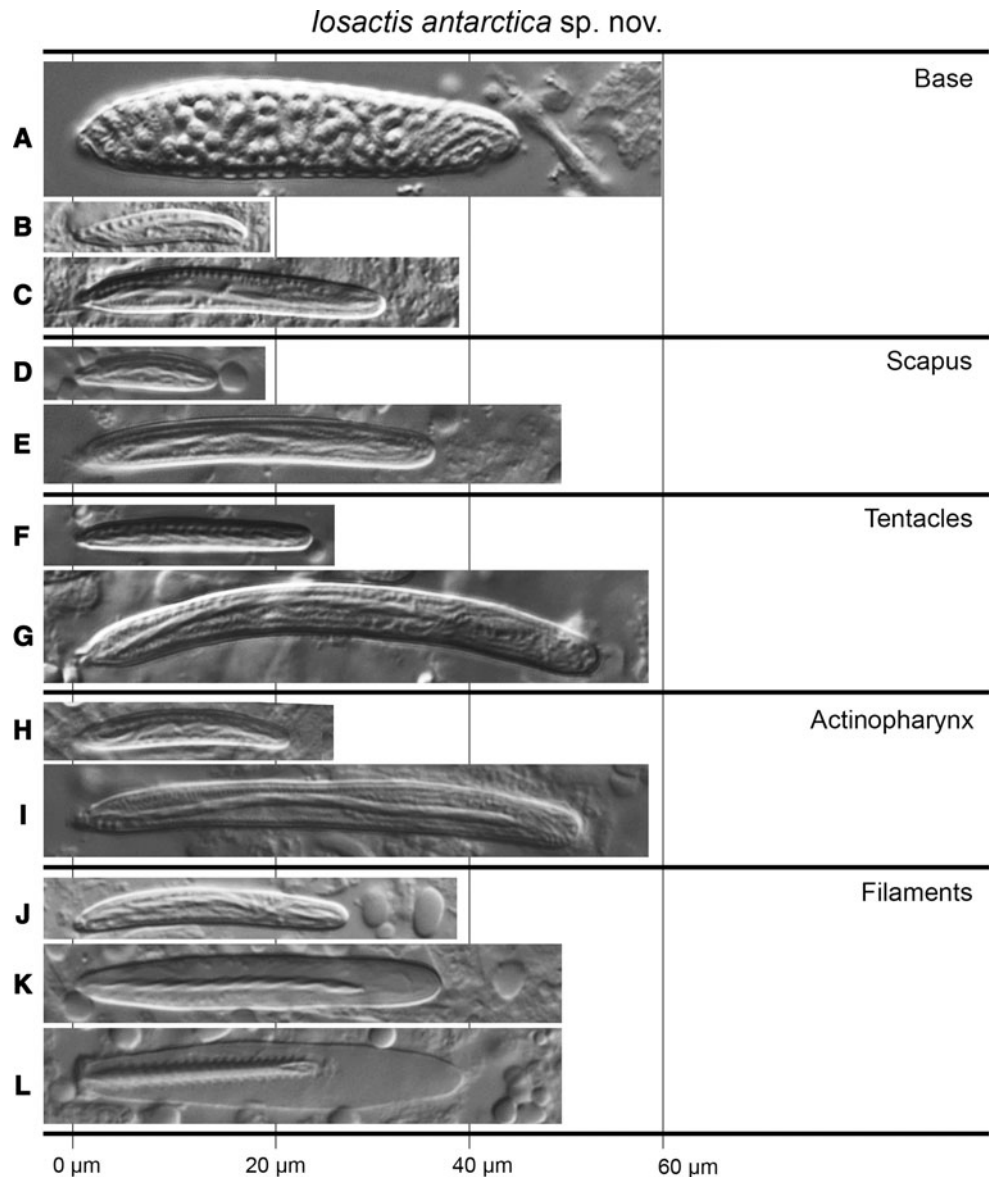 Iosactis antarctica sp. nov.
Base
A
B
C
D
Scapus
E
F
Tentacles
G
H
Actinopharynx
I
J
Filaments
K
L
0 µm 20 µm 40 µm 60 µm